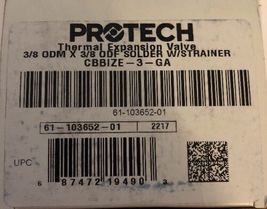 PROTECH
Thermal Expansion Valve
3/8 ODM X 3/8 ODF SOLDER W/STRAINER
CBBIZE-3-GA
61-103652-01
61-103652-01 2217
UPC
6 87472 19490 3